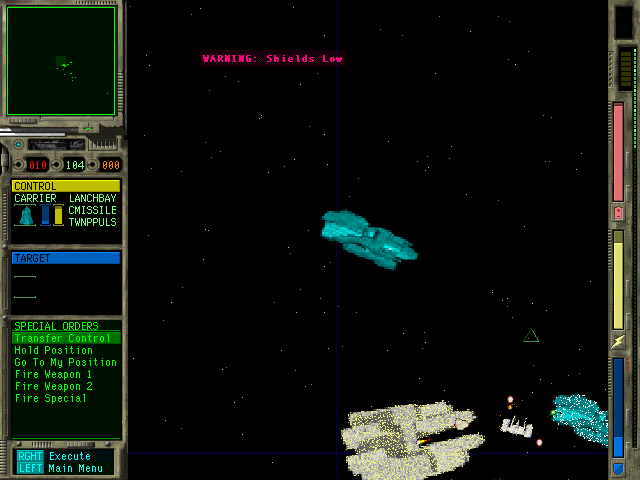 WARNING: Shields Low
010 104 000
CONTROL
CARRIER LANCHBAY
CMISSILE
TWNPPULS
TARGET
SPECIAL ORDERS
Transfer Control
Hold Position
Go To My Position
Fire Weapon 1
Fire Weapon 2
Fire Special
RGHT Execute
LEFT Main Menu